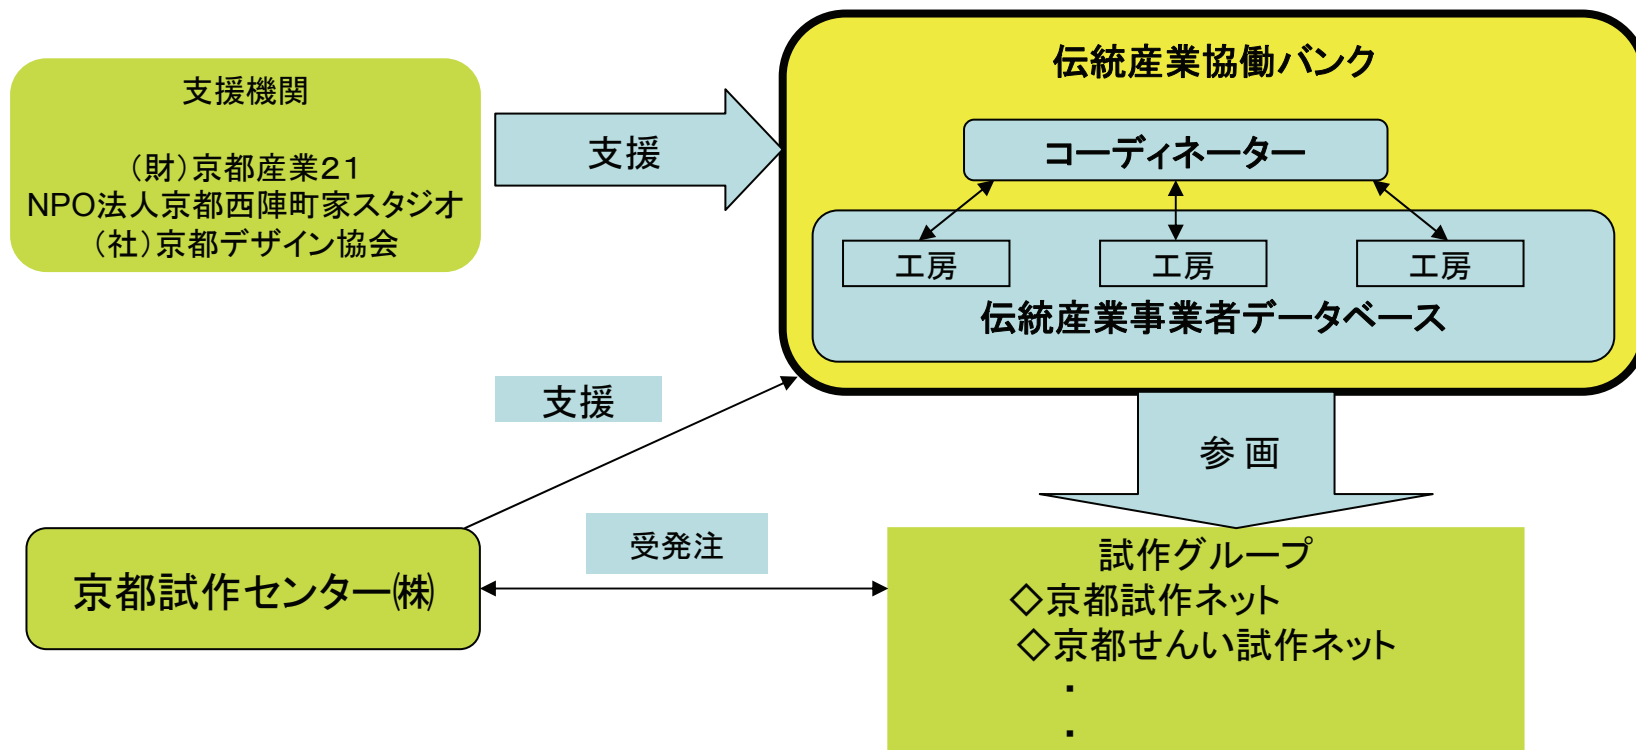 支援機関
（財）京都産業２１
NPO法人京都西陣町家スタジオ
（社）京都デザイン協会
支援
伝統産業協働バンク
コーディネーター
工房
工房
工房
伝統産業事業者データベース
支援
参 画
受発注
京都試作センター㈱
試作グループ
◇京都試作ネット
◇京都せんい試作ネット
・
・